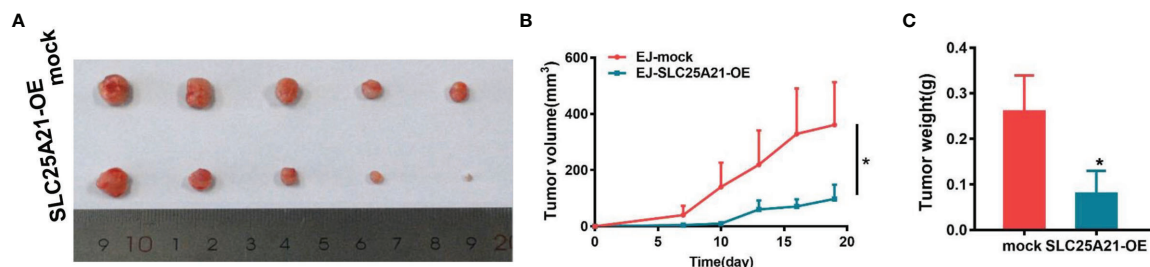 A
mock
SLC25A21-OE
9 10 1 2 3 4 5 6 7 8 9 20
B
EJ-mock
EJ-SLC25A21-OE
Tumor volume(mm³)
600
400
200
0
0 5 10 15 20
Time(day)
*
C
Tumor weight(g)
0.4
0.3
0.2
0.1
0.0
*
mock SLC25A21-OE